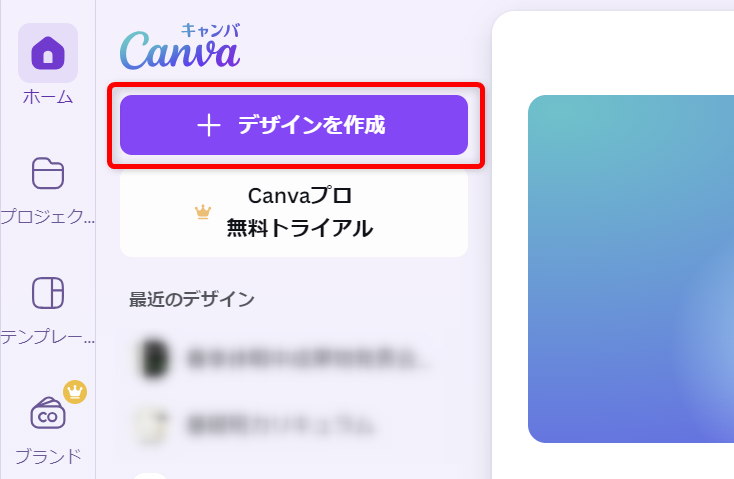 ホーム
プロジェク...
テンプレー...
CO
ブランド
キャンバ
Canva
デザインを作成
Canvaプロ
無料トライアル
最近のデザイン